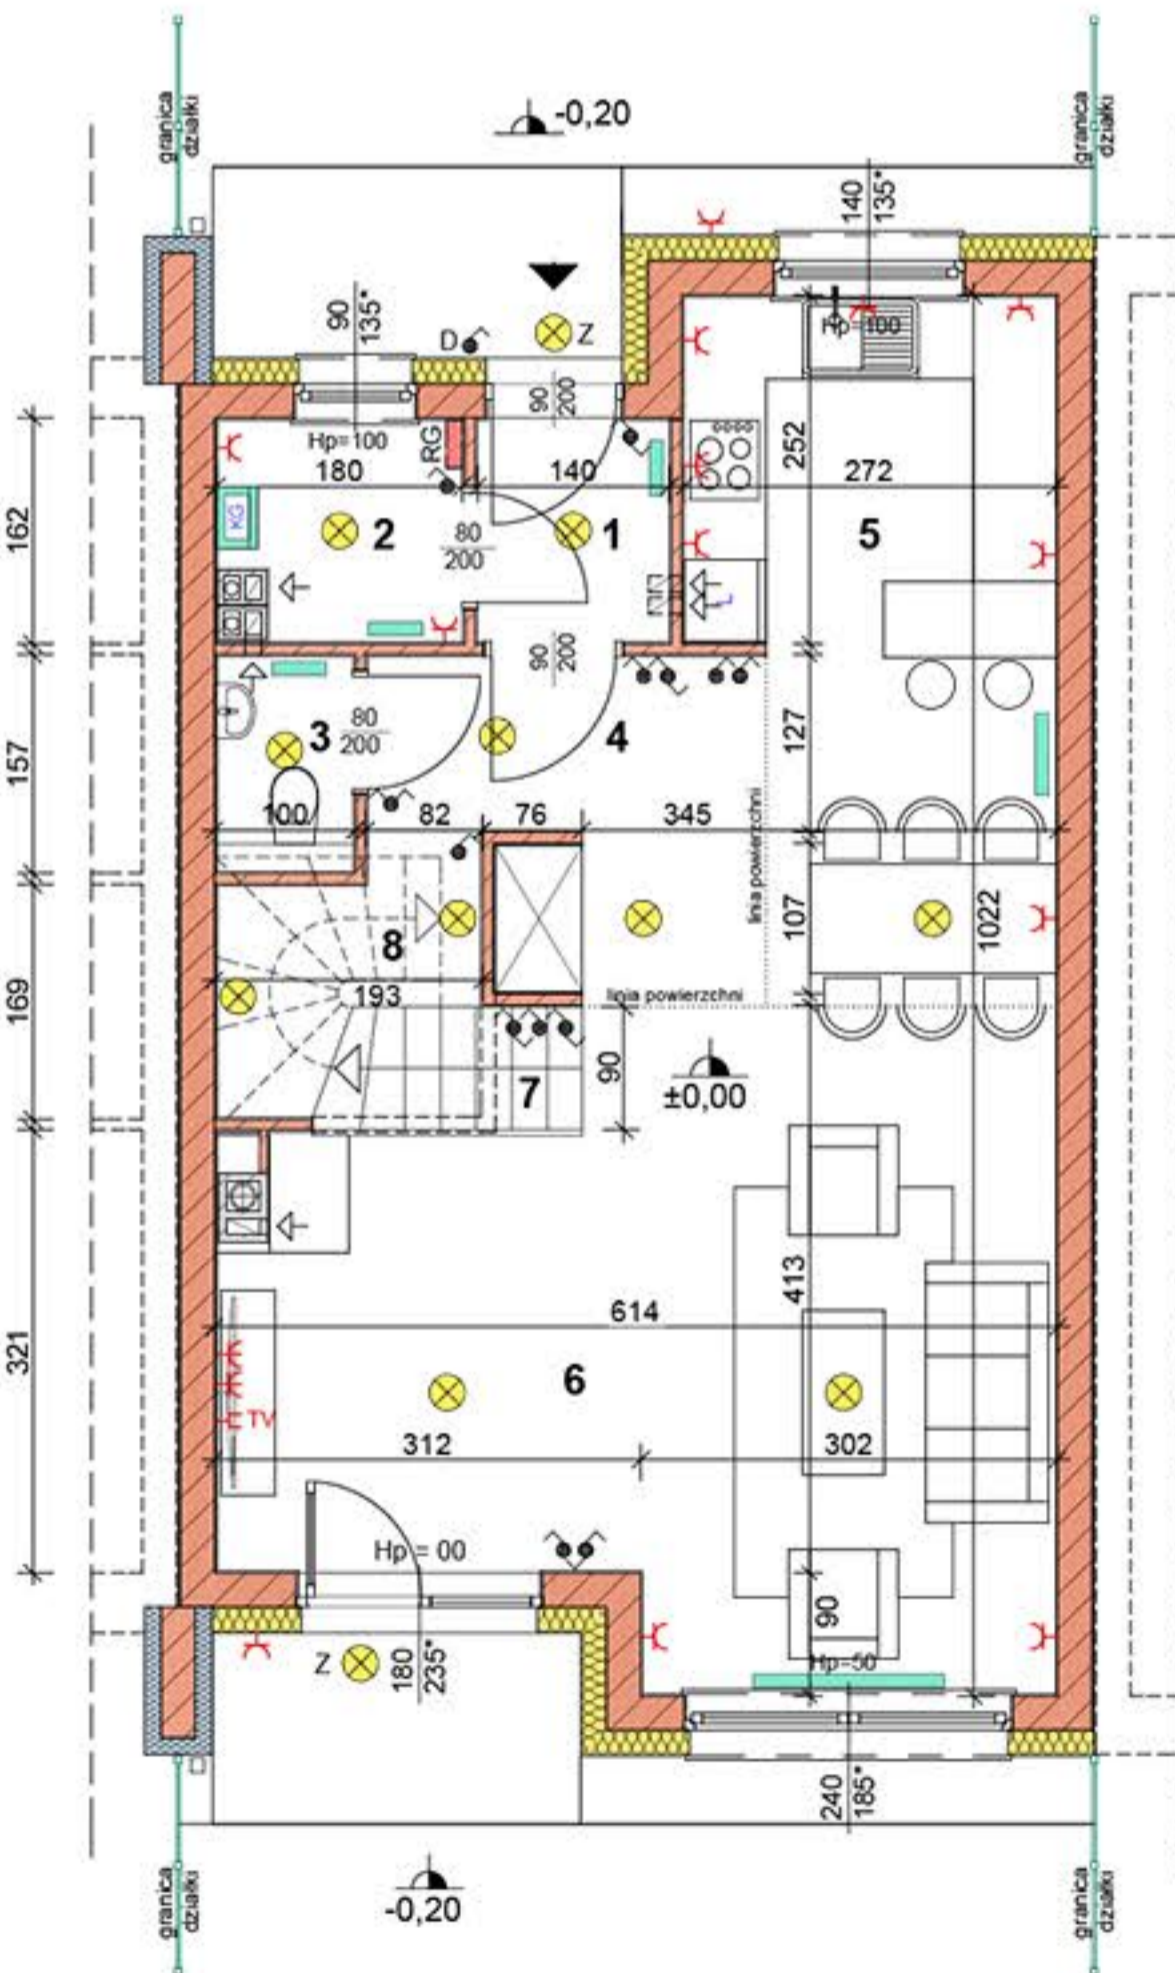 granica
działki
granica
działki
-0,20
140
135*
90
135*
D
Z
90
200
Hp=100
Hp=100
RG
180
140
252
272
KG
2
80
200
1
5
162
L
90
200
3
80
200
4
127
157
100
82
76
345
linia powierzchni
107
1022
8
193
linia powierzchni
169
7
90
±0,00
413
614
321
6
TV
312
302
Hp = 00
90
Z
180
235*
Hp=50
240
185*
granica
działki
-0,20
granica
działki